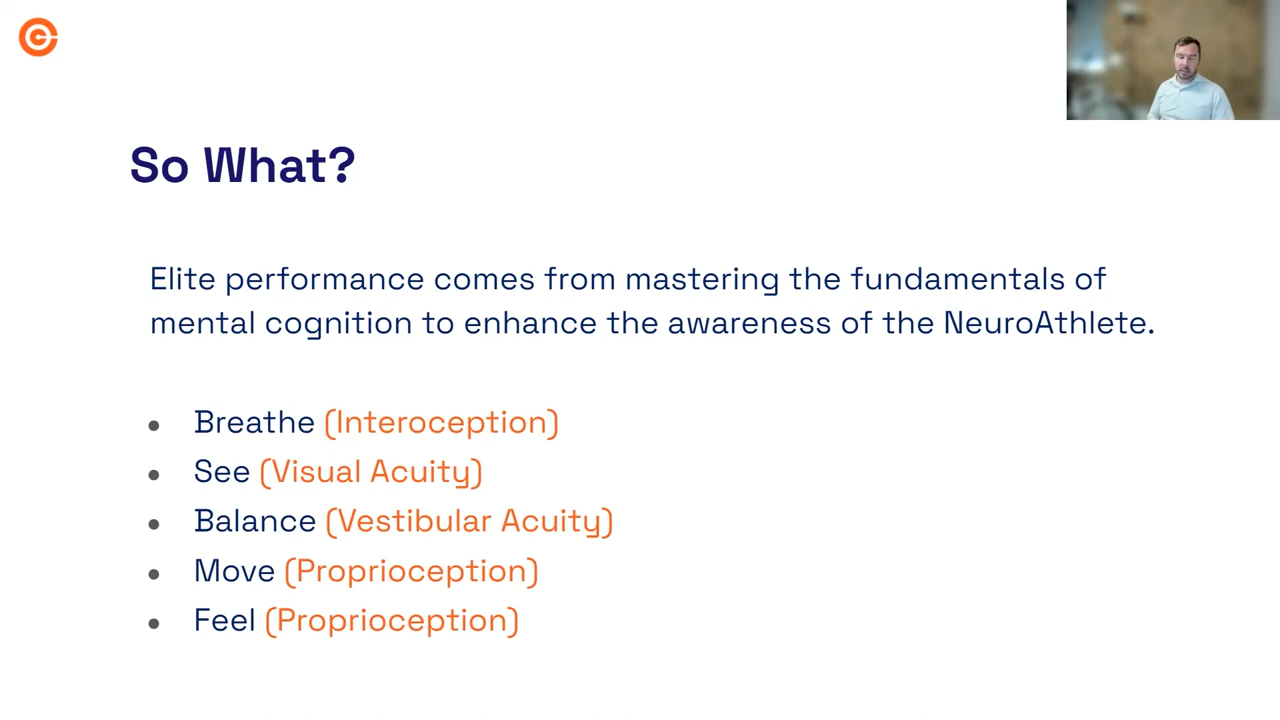 So What?
Elite performance comes from mastering the fundamentals of
mental cognition to enhance the awareness of the NeuroAthlete.
• Breathe (Interoception)
• See (Visual Acuity)
• Balance (Vestibular Acuity)
• Move (Proprioception)
• Feel (Proprioception)